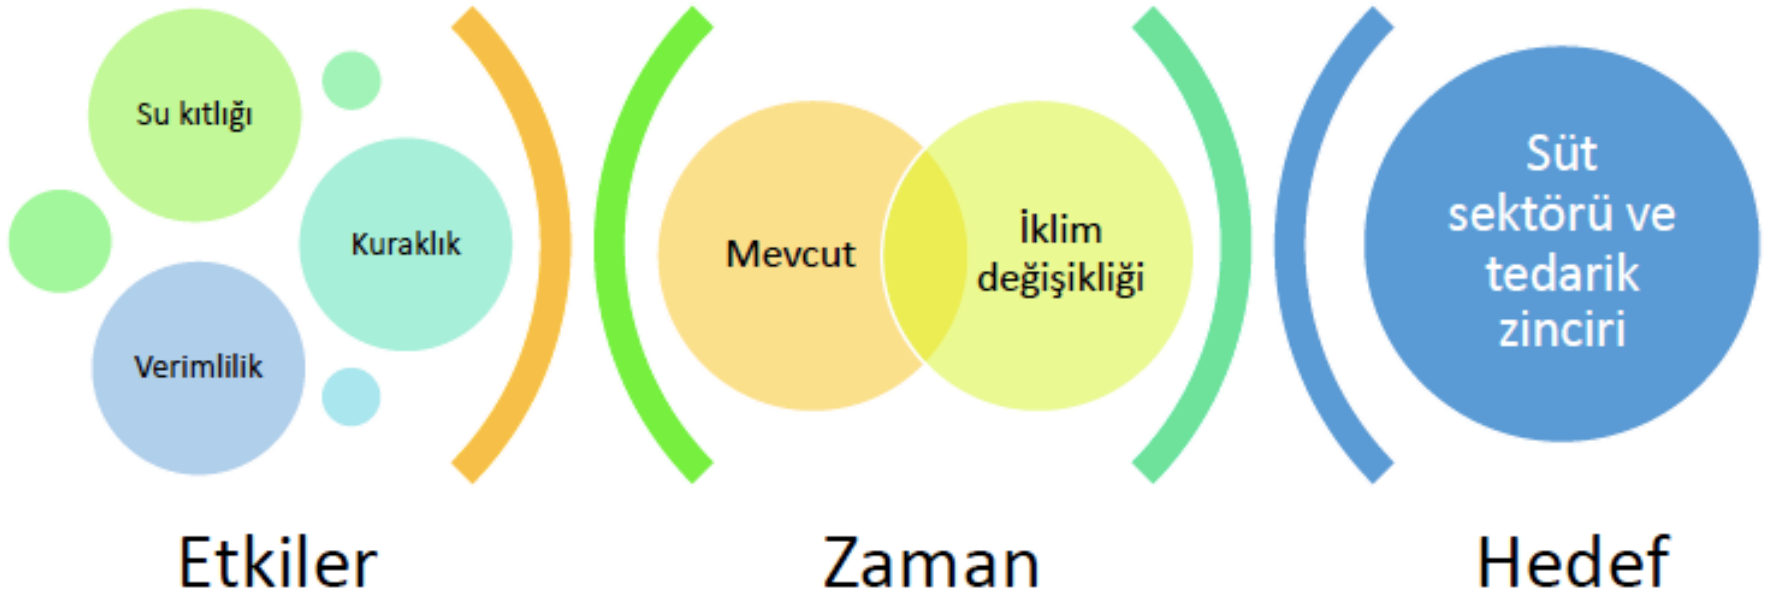 Su kıtlığı
Kuraklık
Verimlilik
Etkiler
Mevcut
İklim
değişikliği
Zaman
Süt
sektörü ve
tedarik
zinciri
Hedef